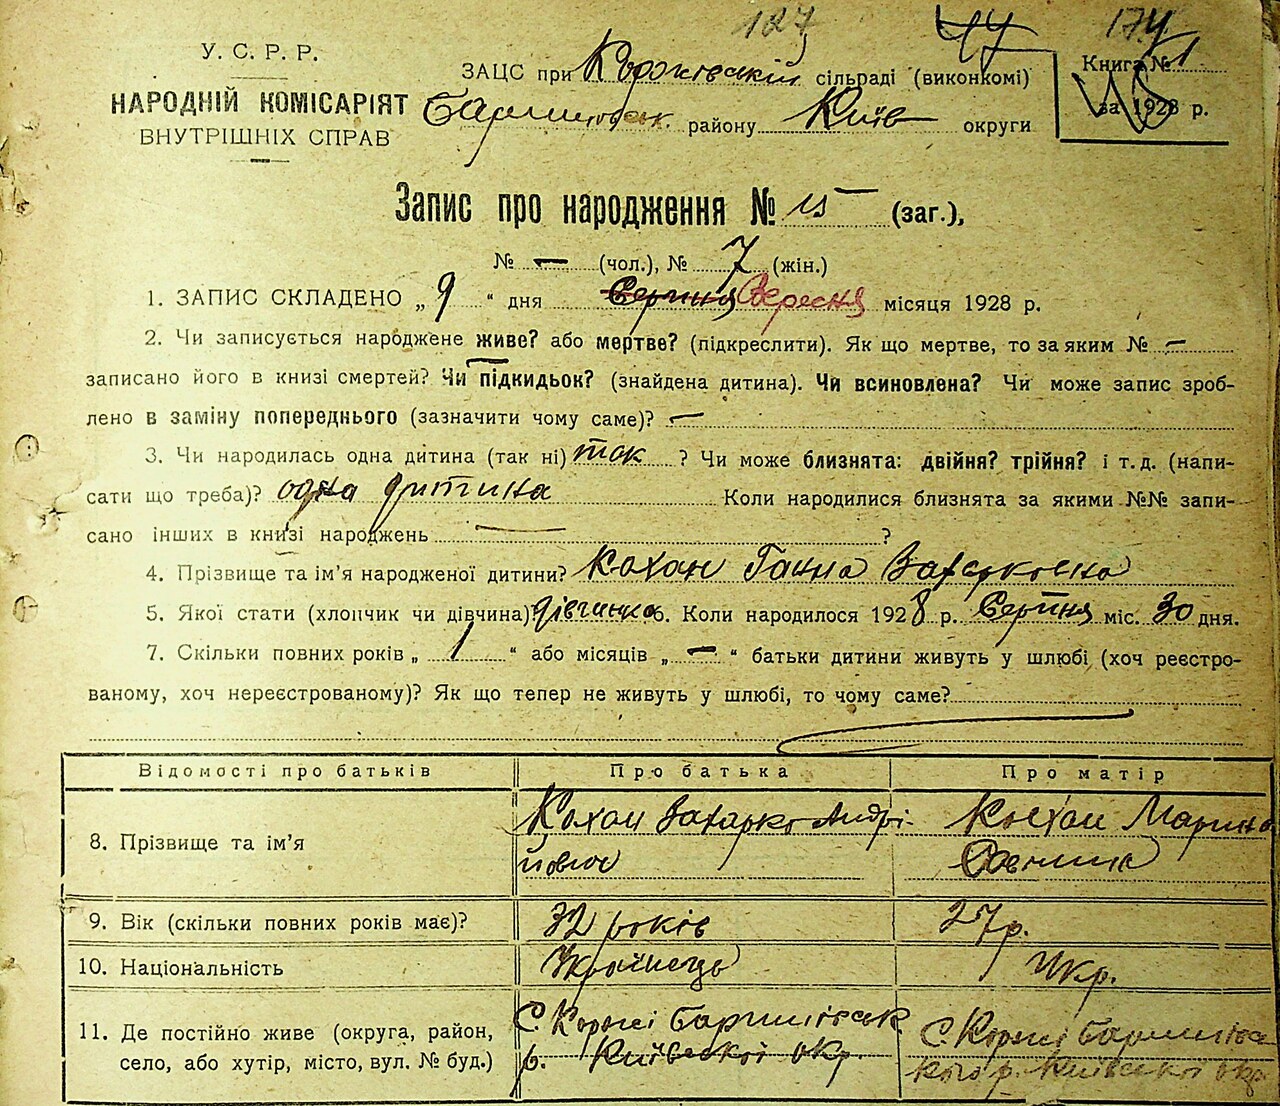 127 44 174
У. С. Р. Р.
НАРОДНІЙ КОМІСАРІЯТ
ВНУТРІШНІХ СПРАВ
ЗАЦС при Коржівській сільраді (виконкомі)
Баришівськ. району Київ округи
Книга № 1
за 1928 р.
Запис про народження № 15 (заг.),
№ — (чол.), № 7 (жін.)
1. ЗАПИС СКЛАДЕНО „ 9 “ дня Серпня Вересня місяця 1928 р.
2. Чи записується народжене живе? або мертве? (підкреслити). Як що мертве, то за яким № —
записано його в книзі смертей? Чи підкидьок? (знайдена дитина). Чи всиновлена? Чи може запис зроб-
лено в заміну попереднього (зазначити чому саме)? —
3. Чи народилась одна дитина (так ні) так ? Чи може близнята: двійня? трійня? і т. д. (напи-
сати що треба)? одна дитина Коли народилися близнята за якими №№ запи-
сано інших в книзі народжень — ?
4. Прізвище та ім’я народженої дитини? Кохан Ганна Захарковна
5. Якої стати (хлопчик чи дівчина) дівчинка 6. Коли народилося 1928 р. Серпня міс. 30 дня.
7. Скільки повних років „ 1 “ або місяців „ — “ батьки дитини живуть у шлюбі (хоч реєстро-
ваному, хоч нереєстрованому)? Як що тепер не живуть у шлюбі, то чому саме?
Відомості про батьків Про батька Про матір
8. Прізвище та ім’я Кохан Захарко Андрі-
йович
Кохан Марина
9. Вік (скільки повних років має)? 32 років 27 р.
10. Національність Українець Укр.
11. Де постійно живе (округа, район,
село, або хутір, місто, вул. № буд.)
С. Коржі Баришівськ
р. Київської окр.
С. Коржі Баришівсь
кого р. Київської окр.